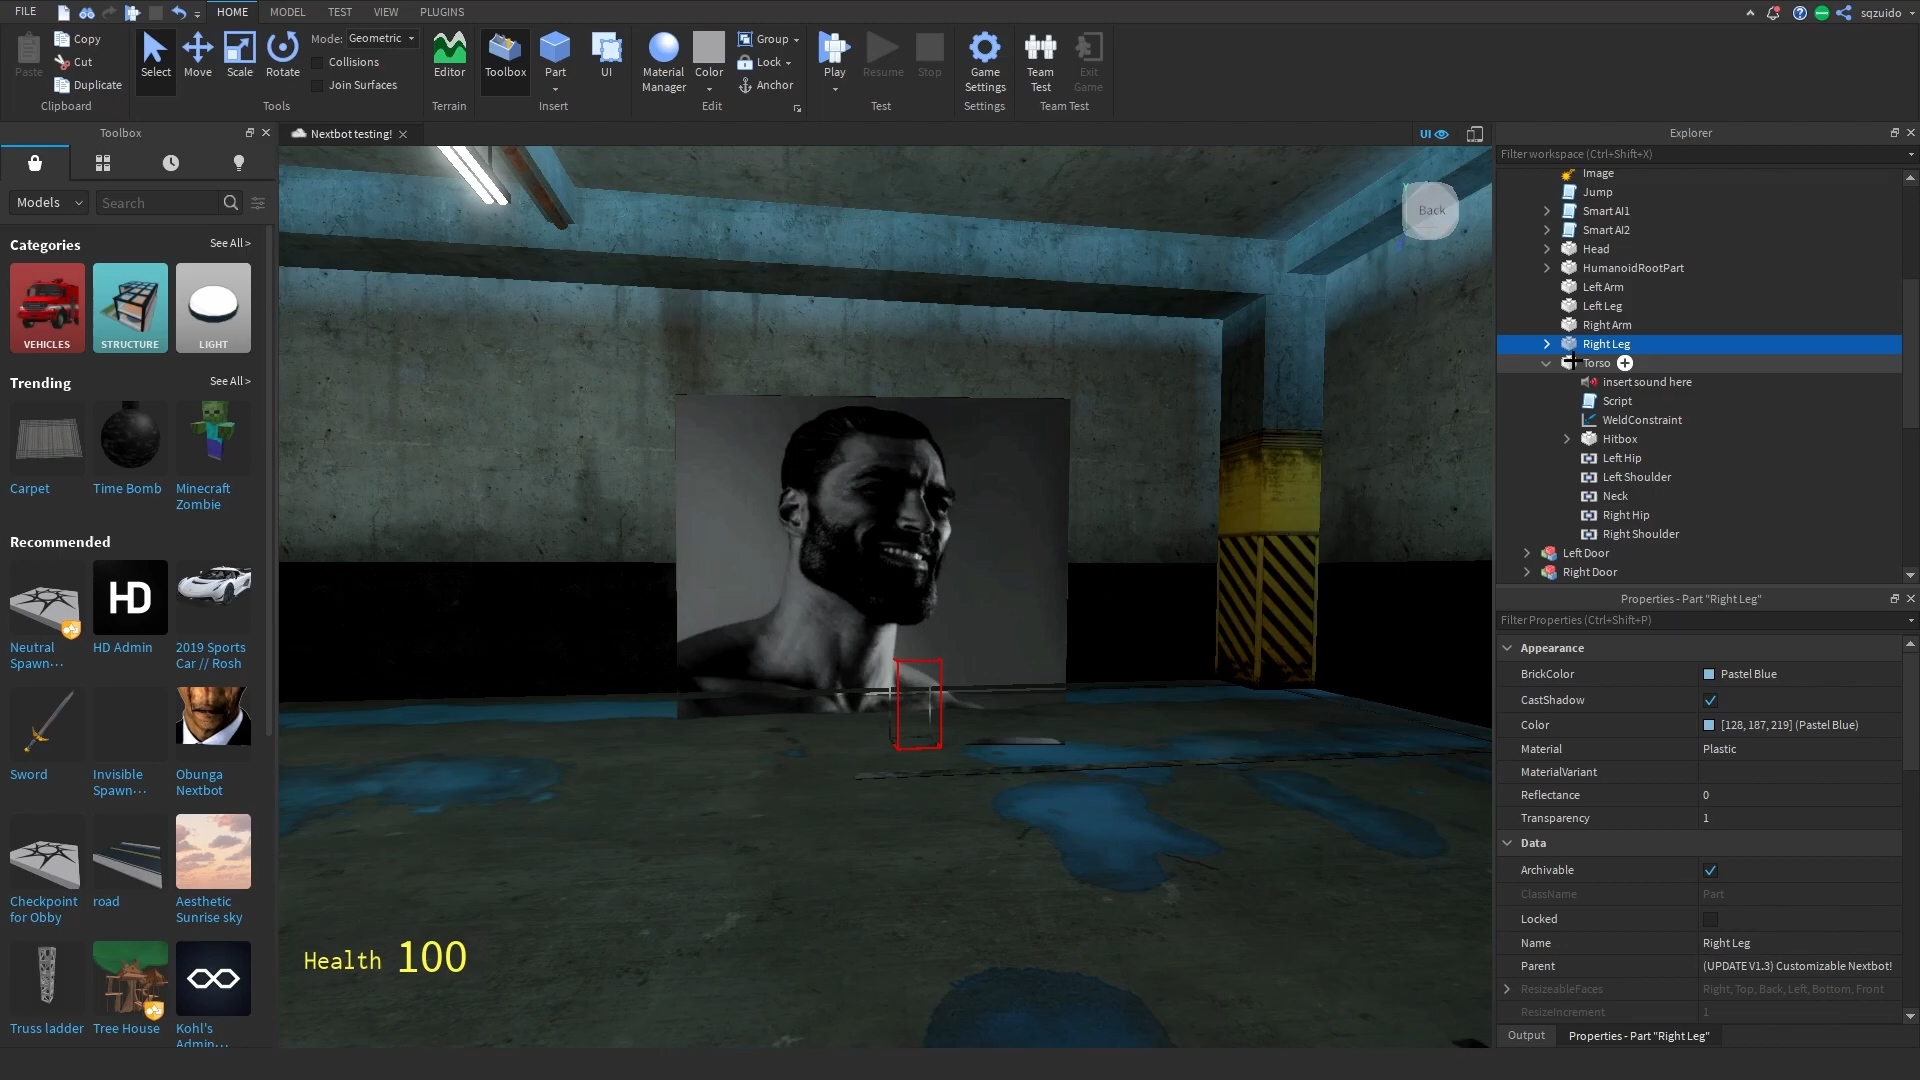 FILE
HOME
MODEL
TEST
VIEW
PLUGINS
sqzuido
Paste
Copy
Cut
Duplicate
Clipboard
Select
Move
Scale
Rotate
Mode: Geometric
Collisions
Join Surfaces
Tools
Editor
Terrain
Toolbox
Part
UI
Insert
Material
Manager
Color
Group
Lock
Anchor
Edit
Play
Resume
Stop
Test
Game
Settings
Settings
Team
Test
Exit
Game
Team Test
Toolbox
Models
Search
Categories
See All >
VEHICLES
STRUCTURE
LIGHT
Trending
See All >
Carpet
Time Bomb
Minecraft
Zombie
Recommended
HD
Neutral
Spawn...
HD Admin
2019 Sports
Car // Rosh
Sword
Invisible
Spawn...
Obunga
Nextbot
Checkpoint
for Obby
road
Aesthetic
Sunrise sky
Truss ladder
Tree House
Kohl's
Admin...
Nextbot testing!
UI
Back
Health 100
Explorer
Filter workspace (Ctrl+Shift+X)
Image
Jump
Smart AI1
Smart AI2
Head
HumanoidRootPart
Left Arm
Left Leg
Right Arm
Right Leg
Torso
insert sound here
Script
WeldConstraint
Hitbox
Left Hip
Left Shoulder
Neck
Right Hip
Right Shoulder
Left Door
Right Door
Properties - Part "Right Leg"
Filter Properties (Ctrl+Shift+P)
Appearance
BrickColor Pastel Blue
CastShadow
Color [128, 187, 219] (Pastel Blue)
Material Plastic
MaterialVariant
Reflectance 0
Transparency 1
Data
Archivable
ClassName Part
Locked
Name Right Leg
Parent (UPDATE V1.3) Customizable Nextbot!
ResizeableFaces Right, Top, Back, Left, Bottom, Front
ResizeIncrement 1
Output
Properties - Part "Right Leg"